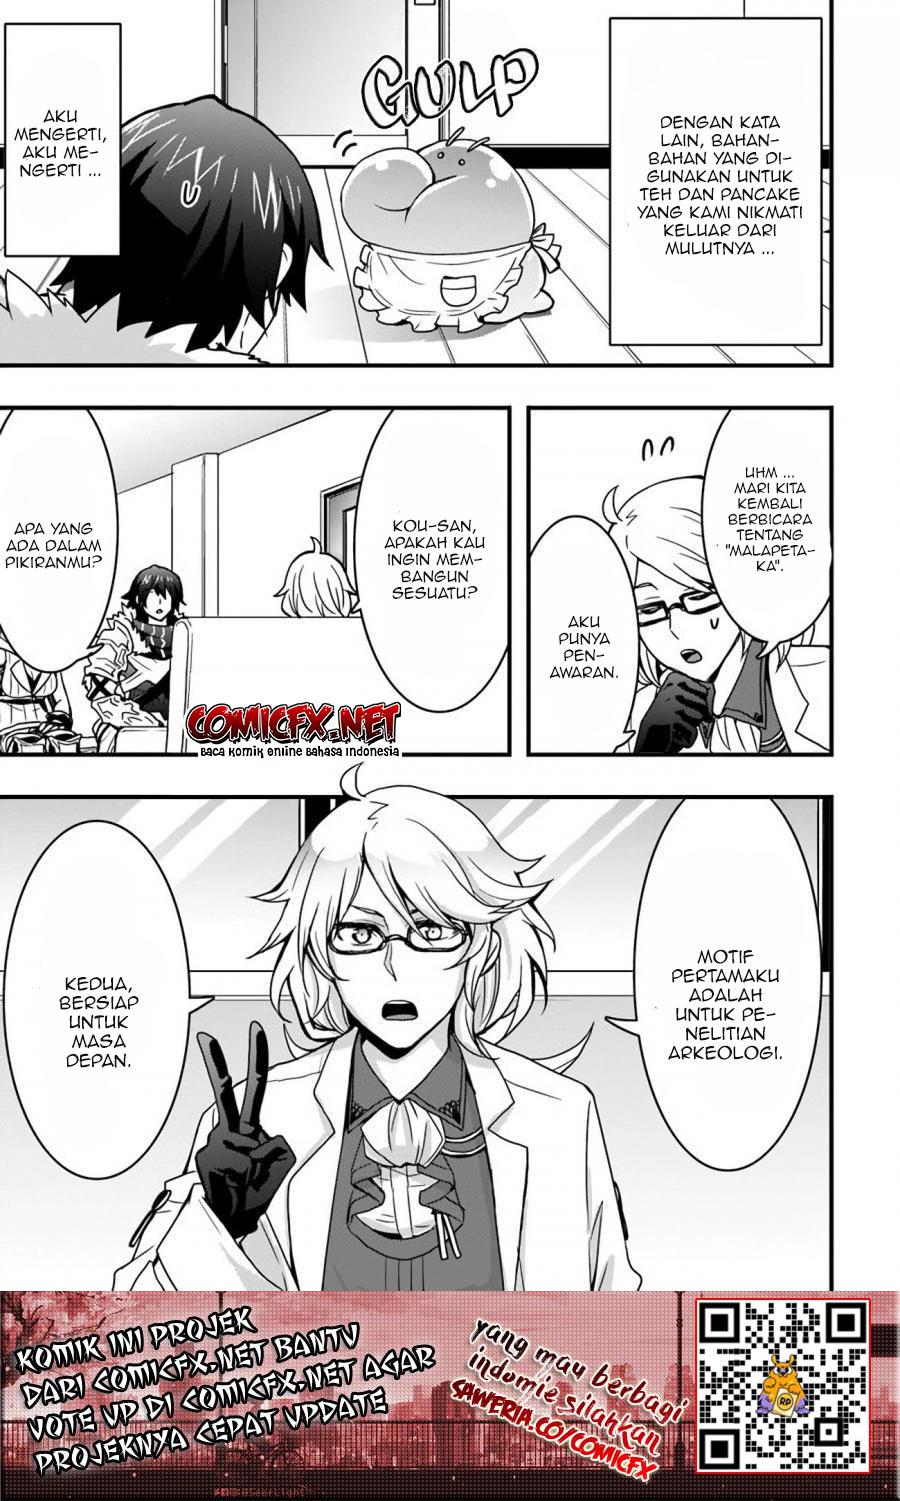 DENGAN KATA
LAIN, BAHAN-
BAHAN YANG DI-
GUNAKAN UNTUK
TEH DAN PANCAKE
YANG KAMI NIKMATI
KELUAR DARI
MULUTNYA ...
GULP
AKU
MENGERTI,
AKU ME-
NGERTI ...
UHM ...
MARI KITA
KEMBALI
BERBICARA
TENTANG
"MALAPETA-
KA".
AKU
PUNYA
PEN-
AWARAN.
KOU-SAN,
APAKAH KAU
INGIN MEM-
BANGUN
SESUATU?
APA YANG
ADA DALAM
PIKIRANMU?
COMICFX.NET
Baca komik online Bahasa Indonesia
MOTIF
PERTAMAKU
ADALAH
UNTUK PE-
NELITIAN
ARKEOLOGI.
KEDUA,
BERSIAP
UNTUK
MASA
DEPAN.
KOMIK INI PROJEK
DARI COMICFX.NET BANTU
VOTE UP DI COMICFX.NET AGAR
PROJEKNYA CEPAT UPDATE
yang mau berbagi
indomie silahkan
SAWERIA.CO/COMICFX
RP